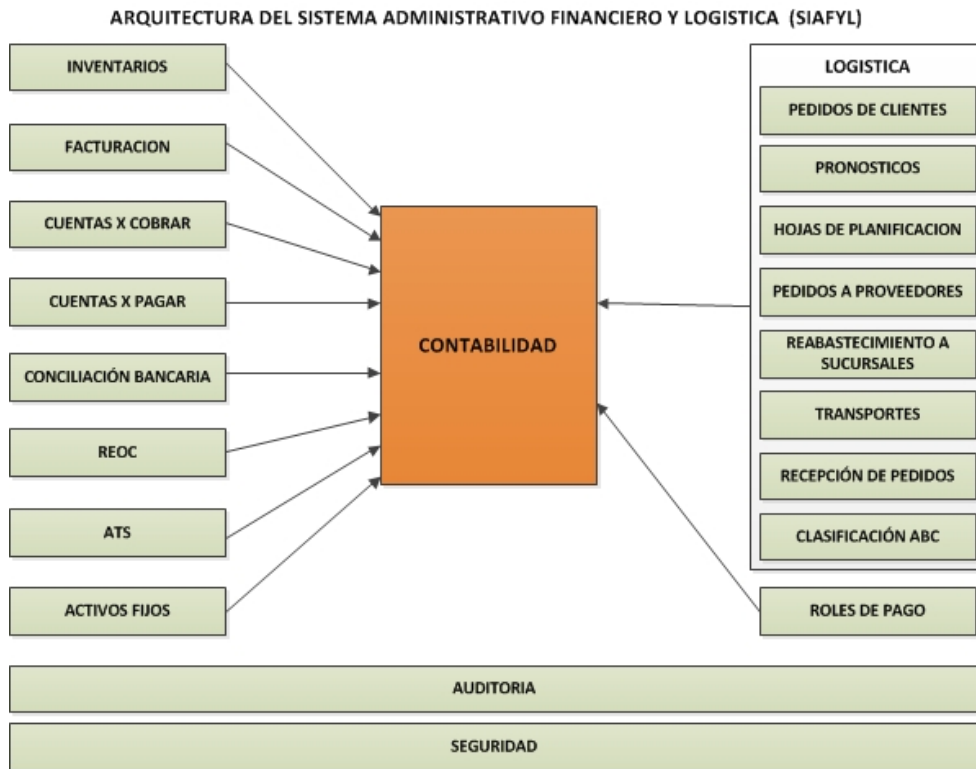 ARQUITECTURA DEL SISTEMA ADMINISTRATIVO FINANCIERO Y LOGISTICA (SIAFYL)
INVENTARIOS
FACTURACION
CUENTAS X COBRAR
CUENTAS X PAGAR
CONCILIACIÓN BANCARIA
REOC
ATS
ACTIVOS FIJOS
CONTABILIDAD
LOGISTICA
PEDIDOS DE CLIENTES
PRONOSTICOS
HOJAS DE PLANIFICACION
PEDIDOS A PROVEEDORES
REABASTECIMIENTO A
SUCURSALES
TRANSPORTES
RECEPCIÓN DE PEDIDOS
CLASIFICACIÓN ABC
ROLES DE PAGO
AUDITORIA
SEGURIDAD